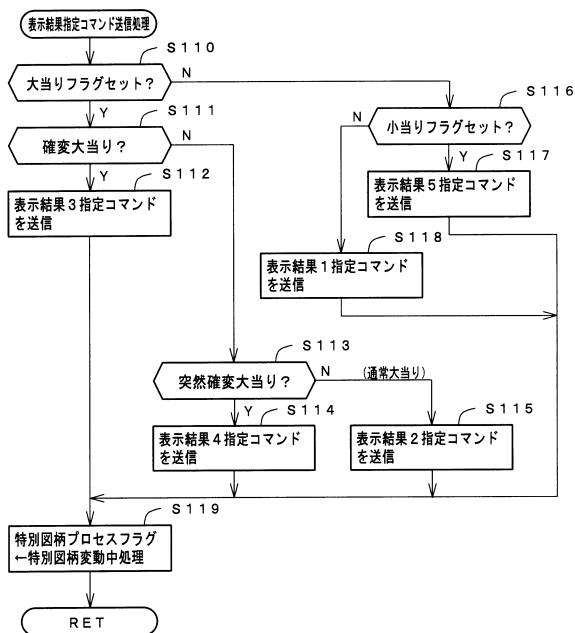 表示結果指定コマンド送信処理
S110
大当りフラグセット?
N
Y
S111
確変大当り?
N
Y
S112
表示結果3指定コマンド
を送信
S116
小当りフラグセット?
N
Y
S117
表示結果5指定コマンド
を送信
S118
表示結果1指定コマンド
を送信
S113
突然確変大当り?
N
(通常大当り)
Y
S114
表示結果4指定コマンド
を送信
S115
表示結果2指定コマンド
を送信
S119
特別図柄プロセスフラグ
←特別図柄変動中処理
RET